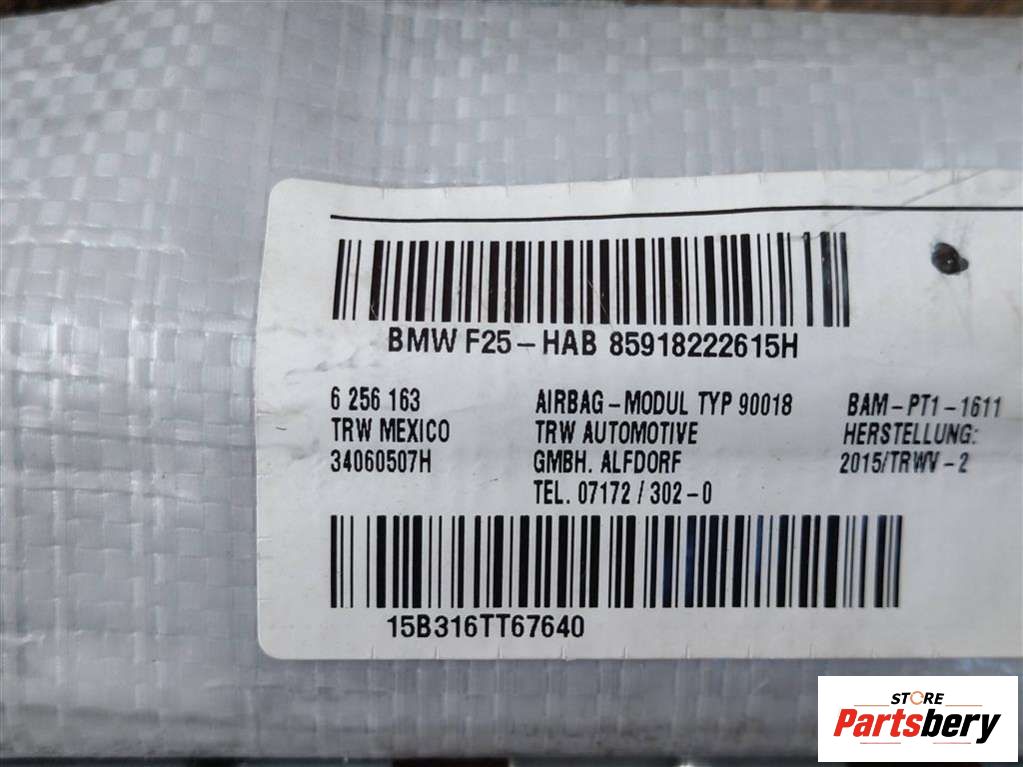 BMW F25-HAB 85918222615H
6 256 163
TRW MEXICO
34060507H
AIRBAG-MODUL TYP 90018
TRW AUTOMOTIVE
GMBH. ALFDORF
TEL. 07172 / 302-0
BAM-PT1-1611
HERSTELLUNG:
2015/TRWV-2
15B316TT67640
STORE
Partsbery